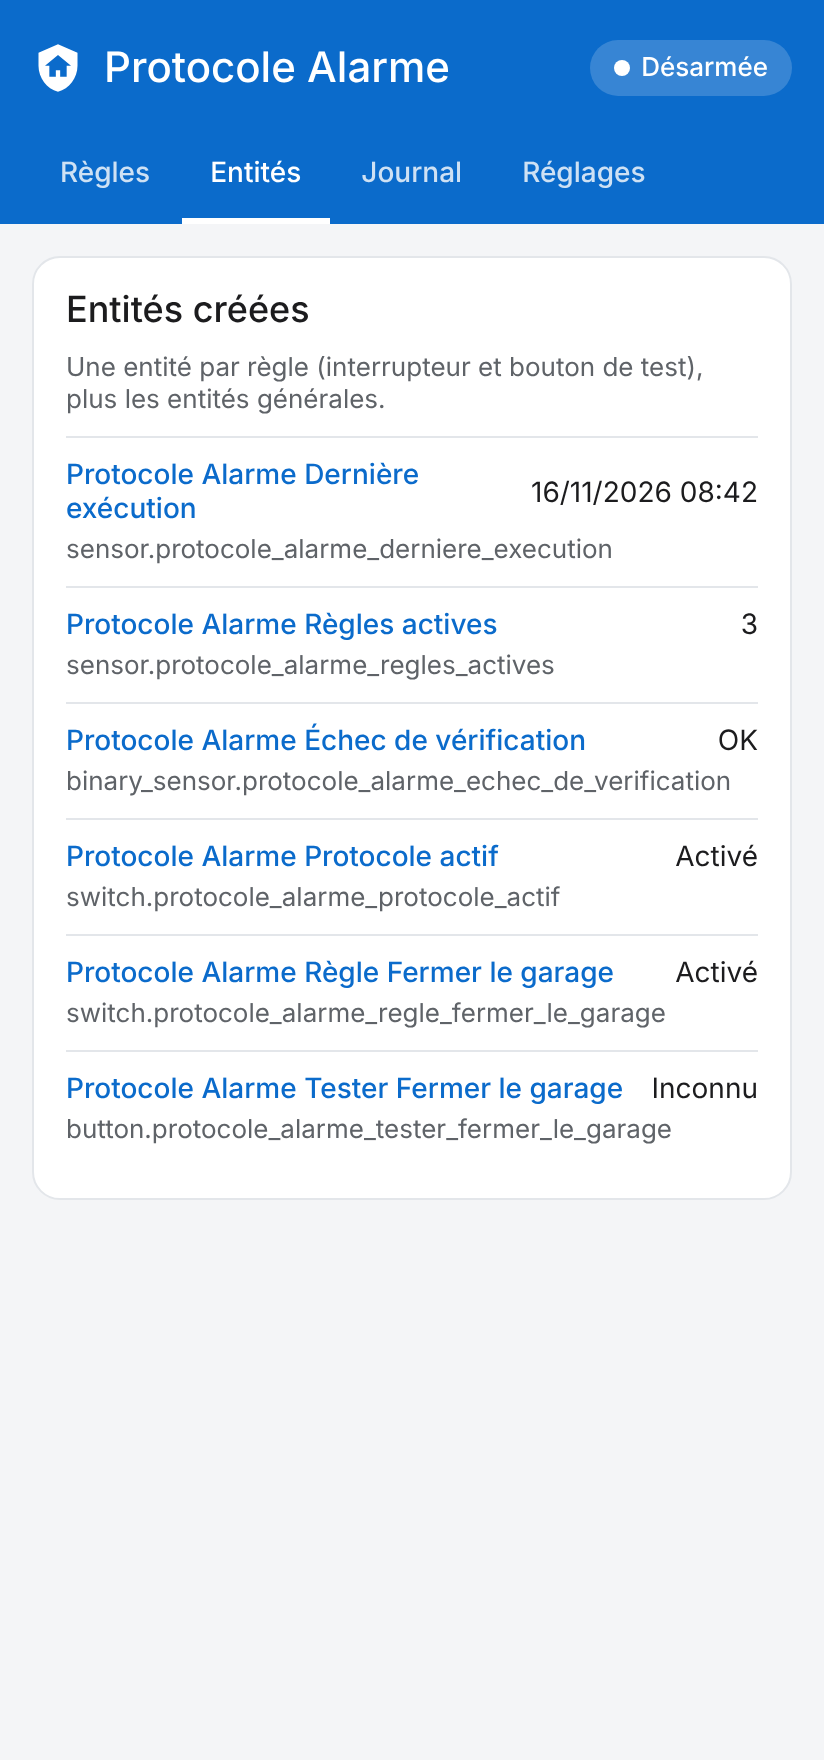 Protocole Alarme
Désarmée
Règles
Entités
Journal
Réglages
Entités créées
Une entité par règle (interrupteur et bouton de test),
plus les entités générales.
Protocole Alarme Dernière
exécution
16/11/2026 08:42
sensor.protocole_alarme_derniere_execution
Protocole Alarme Règles actives
3
sensor.protocole_alarme_regles_actives
Protocole Alarme Échec de vérification
OK
binary_sensor.protocole_alarme_echec_de_verification
Protocole Alarme Protocole actif
Activé
switch.protocole_alarme_protocole_actif
Protocole Alarme Règle Fermer le garage
Activé
switch.protocole_alarme_regle_fermer_le_garage
Protocole Alarme Tester Fermer le garage
Inconnu
button.protocole_alarme_tester_fermer_le_garage